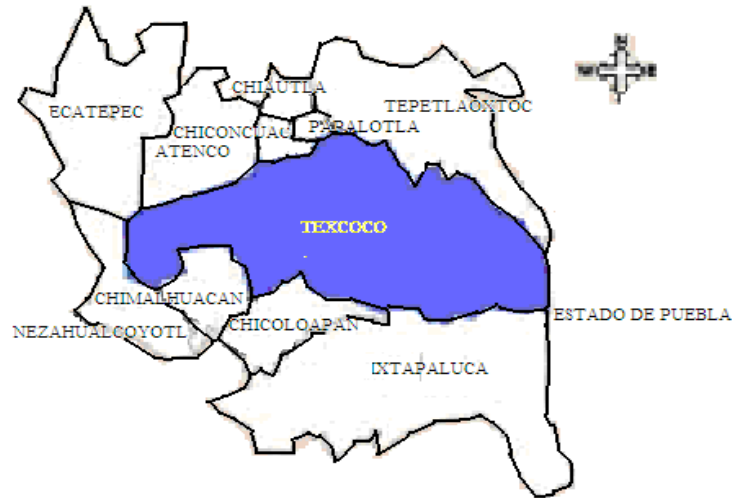 N
W E
CHIAUTLA
ECATEPEC
TEPETLAOXTOC
CHICONCUAC
PAPALOTLA
ATENCO
TEXCOCO
CHIMALHUACAN
NEZAHUALCOYOTL
CHICOLOAPAN
ESTADO DE PUEBLA
IXTAPALUCA